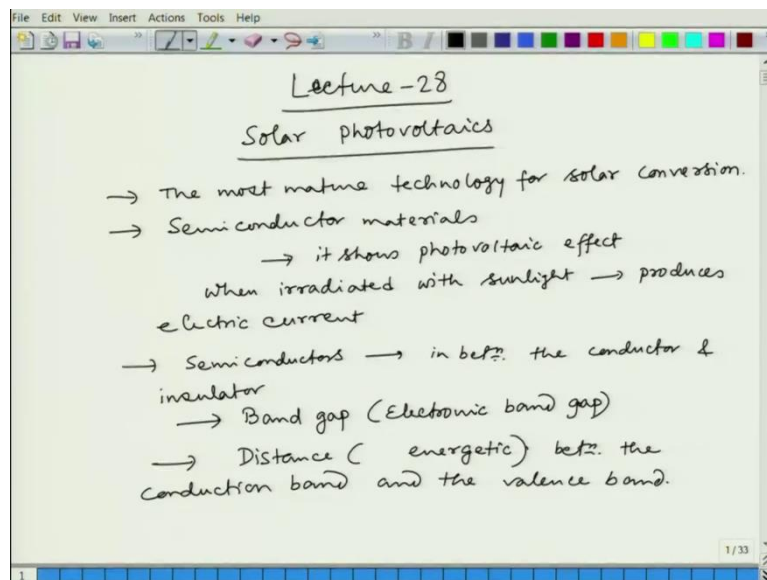 File Edit View Insert Actions Tools Help
B I
Lecture-28
Solar Photovoltaics
→ The most mature technology for solar conversion.
→ Semiconductor materials
→ it shows photovoltaic effect
when irradiated with sunlight → produces
electric current
→ Semiconductors → in betn. the conductor &
insulator
→ Band gap (Electronic band gap)
→ Distance ( energetic) betn. the
conduction band and the valence band.
1/33
1